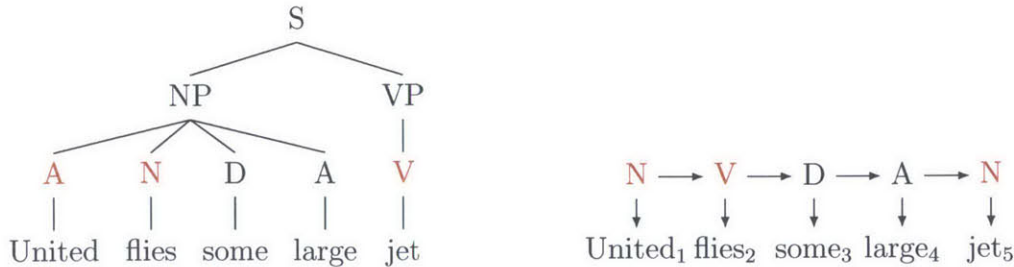 S
NP VP
A N D A V
United flies some large jet
N V D A N
United₁ flies₂ some₃ large₄ jet₅